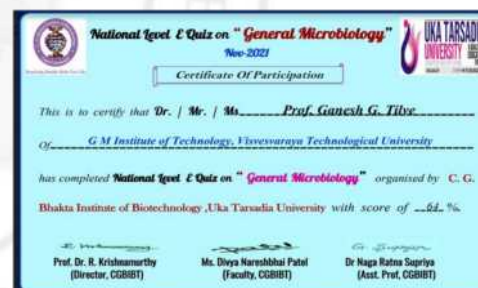 National Level E Quiz on " General Microbiology"
Nov-2021
UKA TARSADIA
UNIVERSITY
Certificate Of Participation
This is to certify that Dr. / Mr. / Ms. Prof. Ganesh G. Tilve
Of G M Institute of Technology, Visvesvaraya Technological University
has completed National Level E Quiz on " General Microbiology" organised by C. G.
Bhakta Institute of Biotechnology ,Uka Tarsadia University with score of 64 %
Prof. Dr. R. Krishnamurthy
(Director, CGBIBT)
Ms. Divya Nareshbhai Patel
(Faculty, CGBIBT)
Dr Naga Ratna Supriya
(Asst. Prof, CGBIBT)